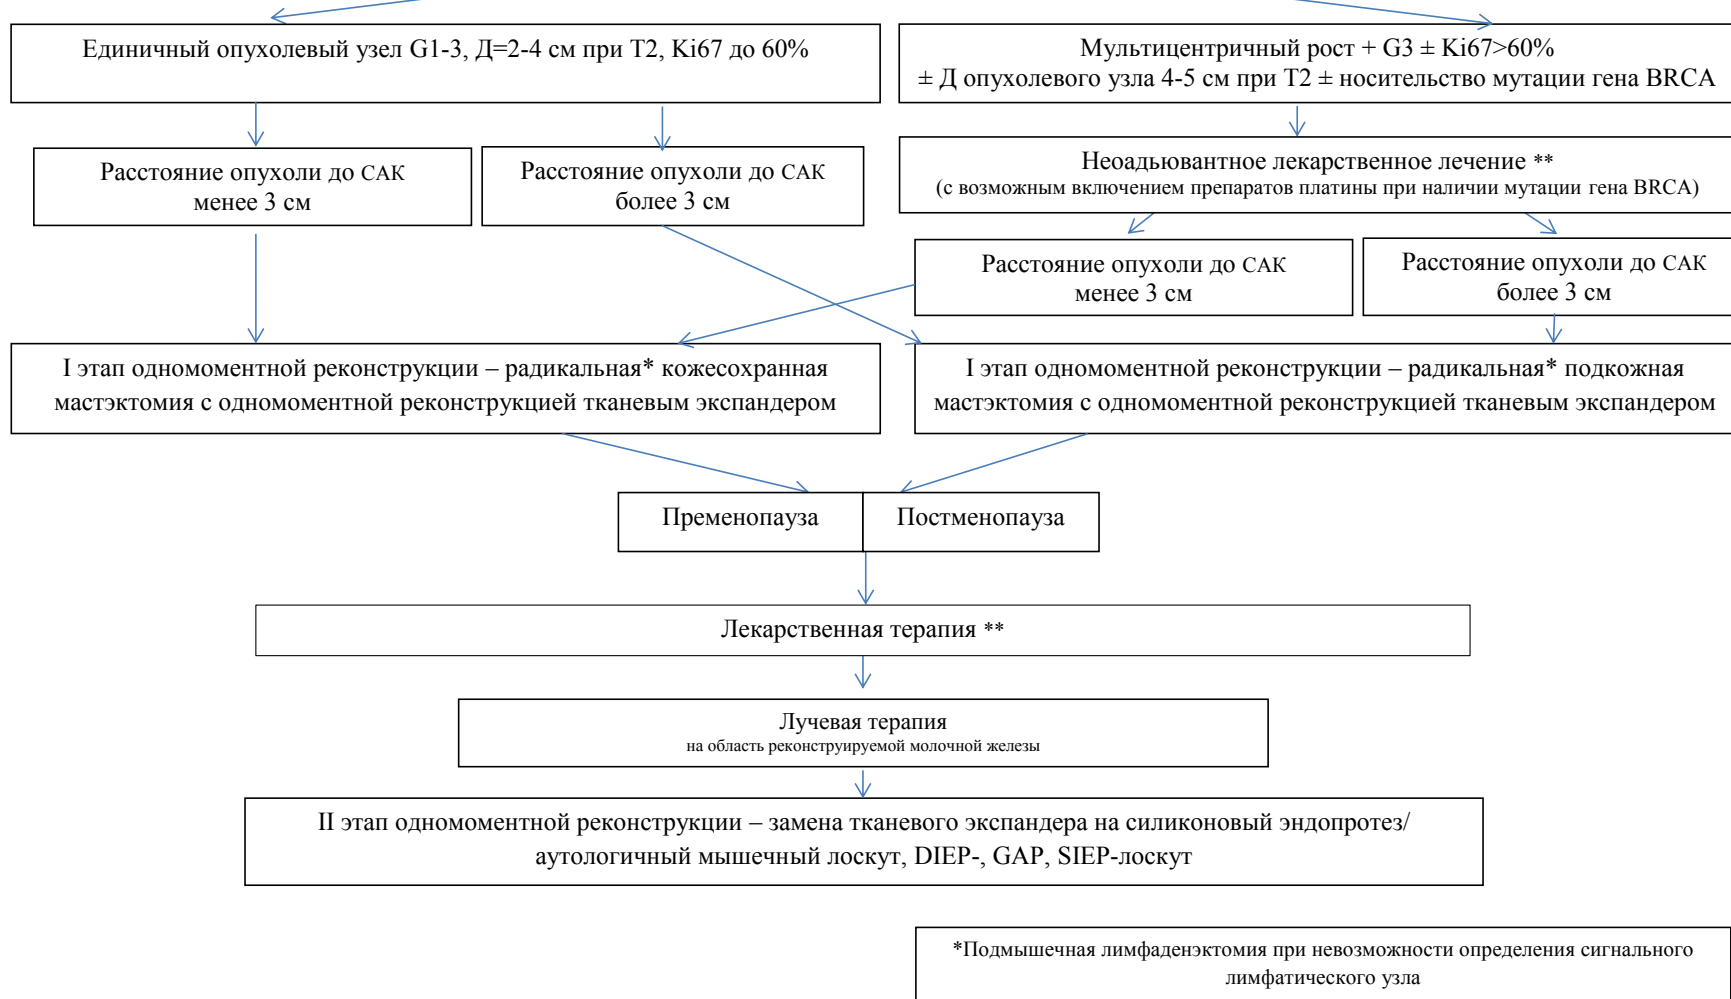 Единичный опухолевый узел G1-3, Д=2-4 см при Т2, Ki67 до 60%
Мультицентричный рост + G3 ± Ki67>60%
± Д опухолевого узла 4-5 см при Т2 ± носительство мутации гена BRCA
Расстояние опухоли до САК
менее 3 см
Расстояние опухоли до САК
более 3 см
Неоадьювантное лекарственное лечение **
(с возможным включением препаратов платины при наличии мутации гена BRCA)
Расстояние опухоли до САК
менее 3 см
Расстояние опухоли до САК
более 3 см
I этап одномоментной реконструкции – радикальная* кожесохранная
мастэктомия с одномоментной реконструкцией тканевым экспандером
I этап одномоментной реконструкции – радикальная* подкожная
мастэктомия с одномоментной реконструкцией тканевым экспандером
Пременопауза
Постменопауза
Лекарственная терапия **
Лучевая терапия
на область реконструируемой молочной железы
II этап одномоментной реконструкции – замена тканевого экспандера на силиконовый эндопротез/
аутологичный мышечный лоскут, DIEP-, GAP, SIEP-лоскут
*Подмышечная лимфаденэктомия при невозможности определения сигнального
лимфатического узла